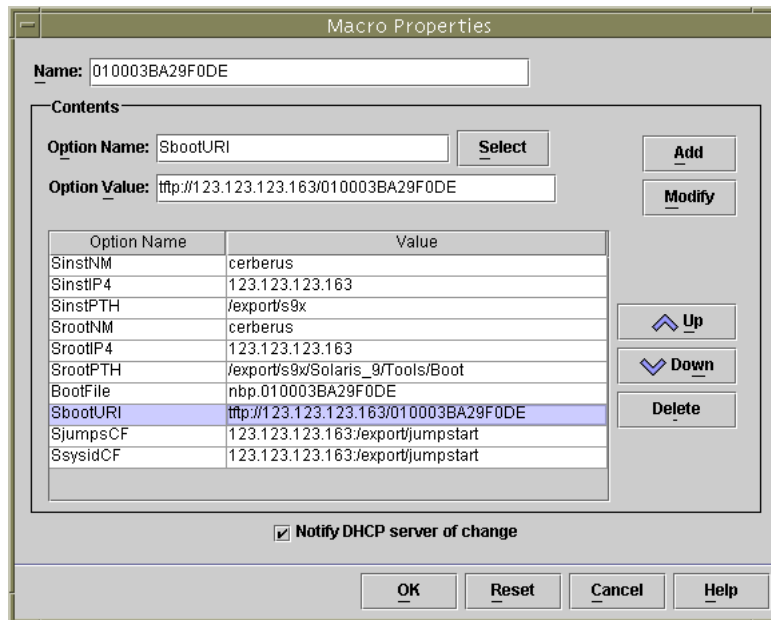 Macro Properties
Name: 010003BA29F0DE
Contents
Option Name: SbootURI Select Add
Option Value: tftp://123.123.123.163/010003BA29F0DE Modify
Option Name Value
SinstNM cerberus
SinstIP4 123.123.123.163
SinstPTH /export/s9x
SrootNM cerberus
SrootIP4 123.123.123.163
SrootPTH /export/s9x/Solaris_9/Tools/Boot
BootFile nbp.010003BA29F0DE
SbootURI tftp://123.123.123.163/010003BA29F0DE
SjumpsCF 123.123.123.163:/export/jumpstart
SsysidCF 123.123.123.163:/export/jumpstart
Up
Down
Delete
Notify DHCP server of change
OK Reset Cancel Help